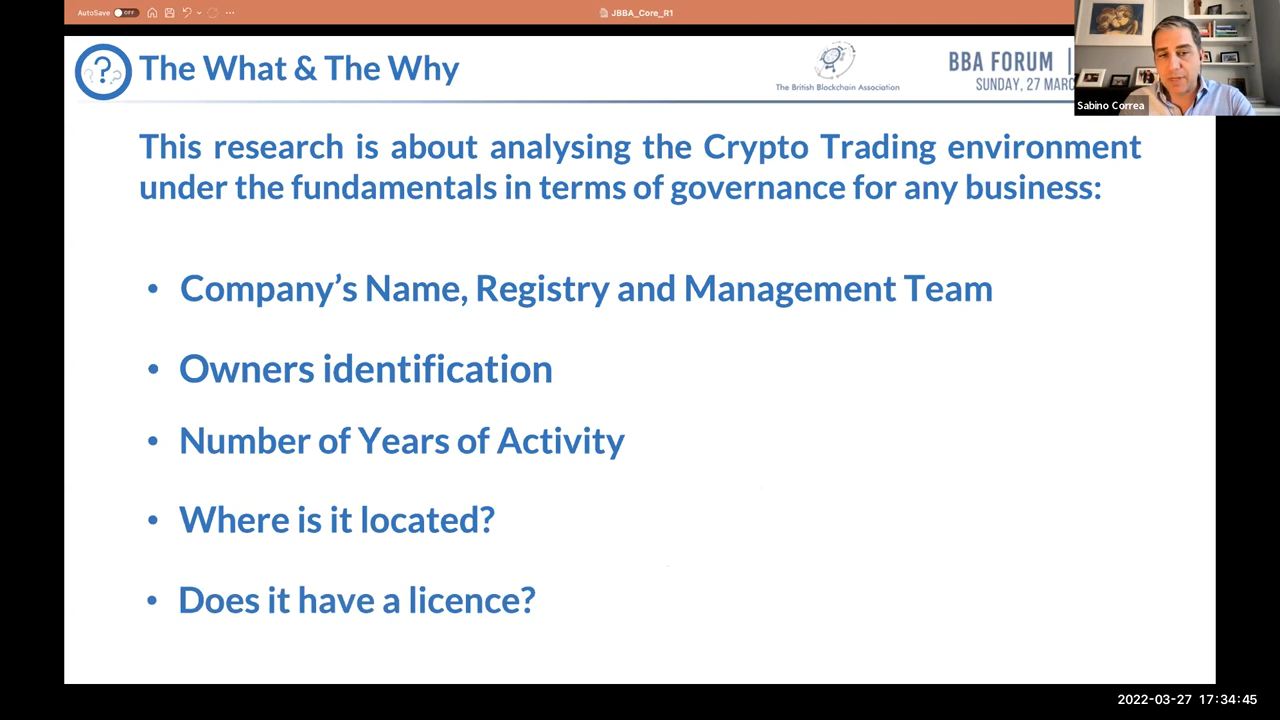 AutoSave OFF
JBBA_Core_R1
The What & The Why
The British Blockchain Association
BBA FORUM |
SUNDAY, 27 MARC
Sabino Correa
This research is about analysing the Crypto Trading environment
under the fundamentals in terms of governance for any business:
• Company’s Name, Registry and Management Team
• Owners identification
• Number of Years of Activity
• Where is it located?
• Does it have a licence?
2022-03-27 17:34:45